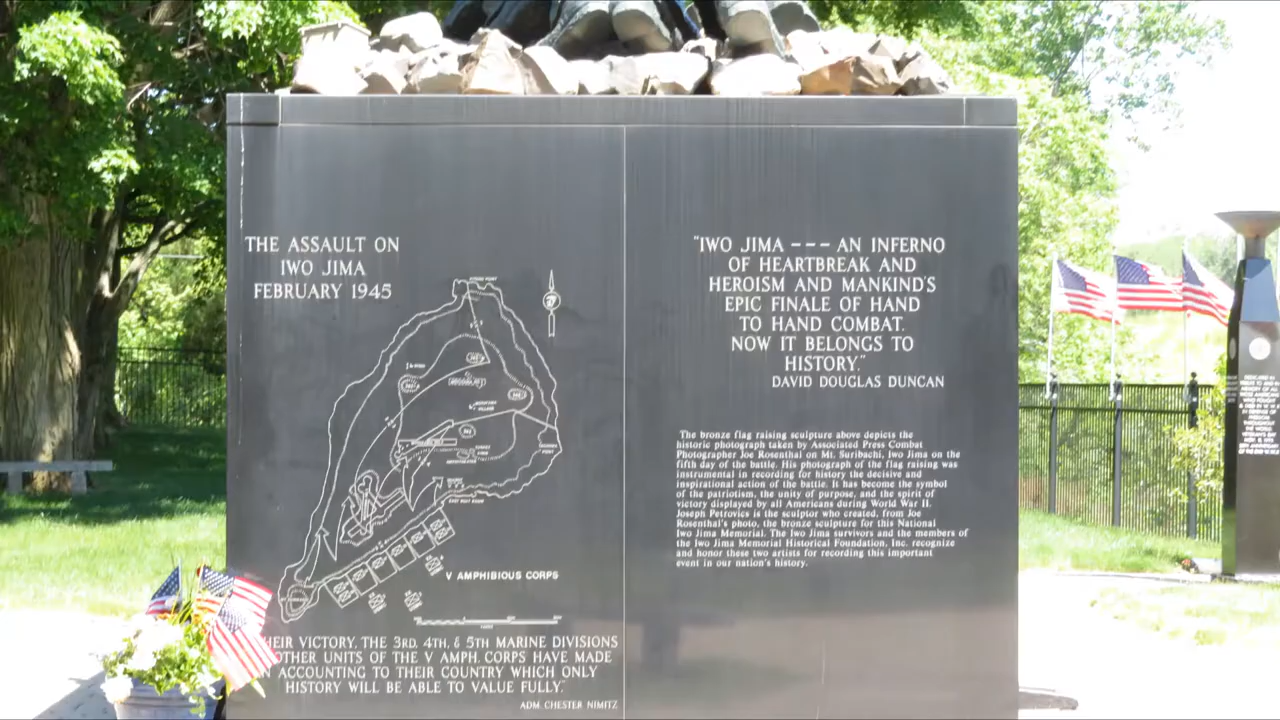 THE ASSAULT ON
IWO JIMA
FEBRUARY 1945
V AMPHIBIOUS CORPS
HEIR VICTORY, THE 3RD, 4TH, & 5TH MARINE DIVISIONS
OTHER UNITS OF THE V AMPH. CORPS HAVE MADE
ACCOUNTING TO THEIR COUNTRY WHICH ONLY
HISTORY WILL BE ABLE TO VALUE FULLY."
ADM. CHESTER NIMITZ
"IWO JIMA --- AN INFERNO
OF HEARTBREAK AND
HEROISM AND MANKIND'S
EPIC FINALE OF HAND
TO HAND COMBAT.
NOW IT BELONGS TO
HISTORY."
DAVID DOUGLAS DUNCAN
The bronze flag raising sculpture above depicts the
historic photograph taken by Associated Press Combat
Photographer Joe Rosenthal on Mt. Suribachi, Iwo Jima on the
fifth day of the battle. His photograph of the flag raising was
instrumental in recording for history the decisive and
inspirational action of the battle. It has become the symbol
of the patriotism, the unity of purpose, and the spirit of
victory displayed by all Americans during World War II.
Joseph Petrovics is the sculptor who created, from Joe
Rosenthal's photo, the bronze sculpture for this National
Iwo Jima Memorial. The Iwo Jima survivors and the members of
the Iwo Jima Memorial Historical Foundation, Inc. recognize
and honor these two artists for recording this important
event in our nation's history.